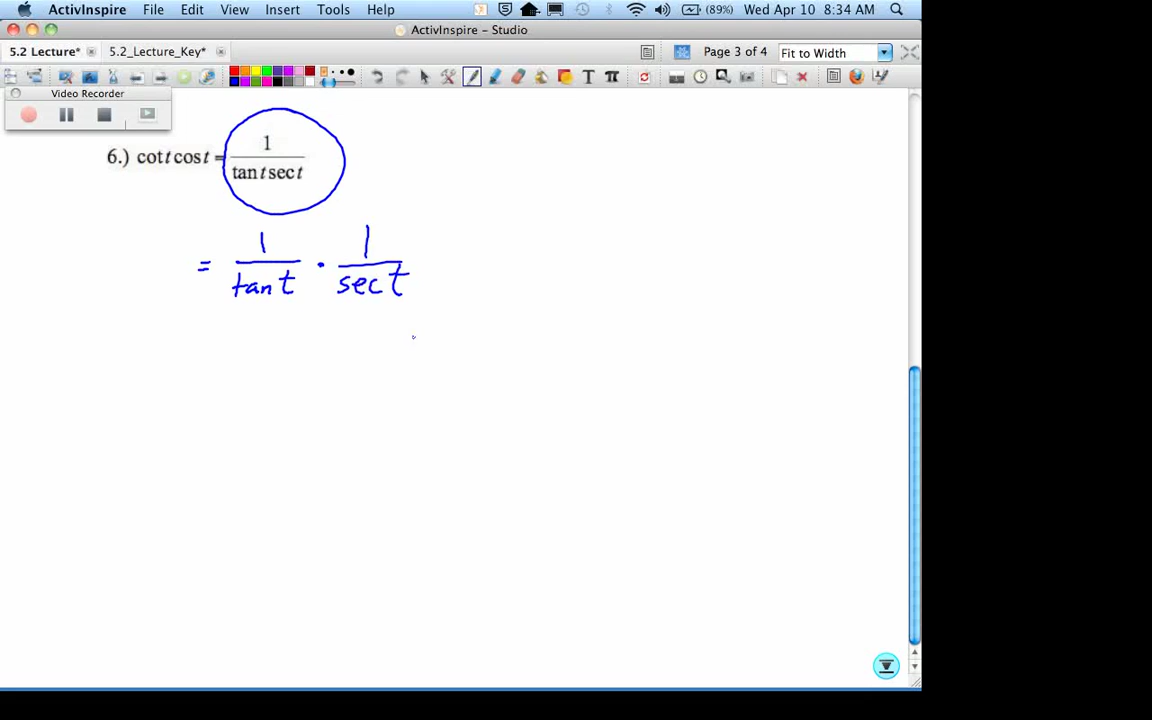 ActivInspire File Edit View Insert Tools Help (89%) Wed Apr 10 8:34 AM
ActivInspire – Studio
5.2 Lecture* 5.2_Lecture_Key* Page 3 of 4 Fit to Width
Video Recorder
6.) cot t cos t = 1 / tan t sec t
= 1 / tan t · 1 / sec t